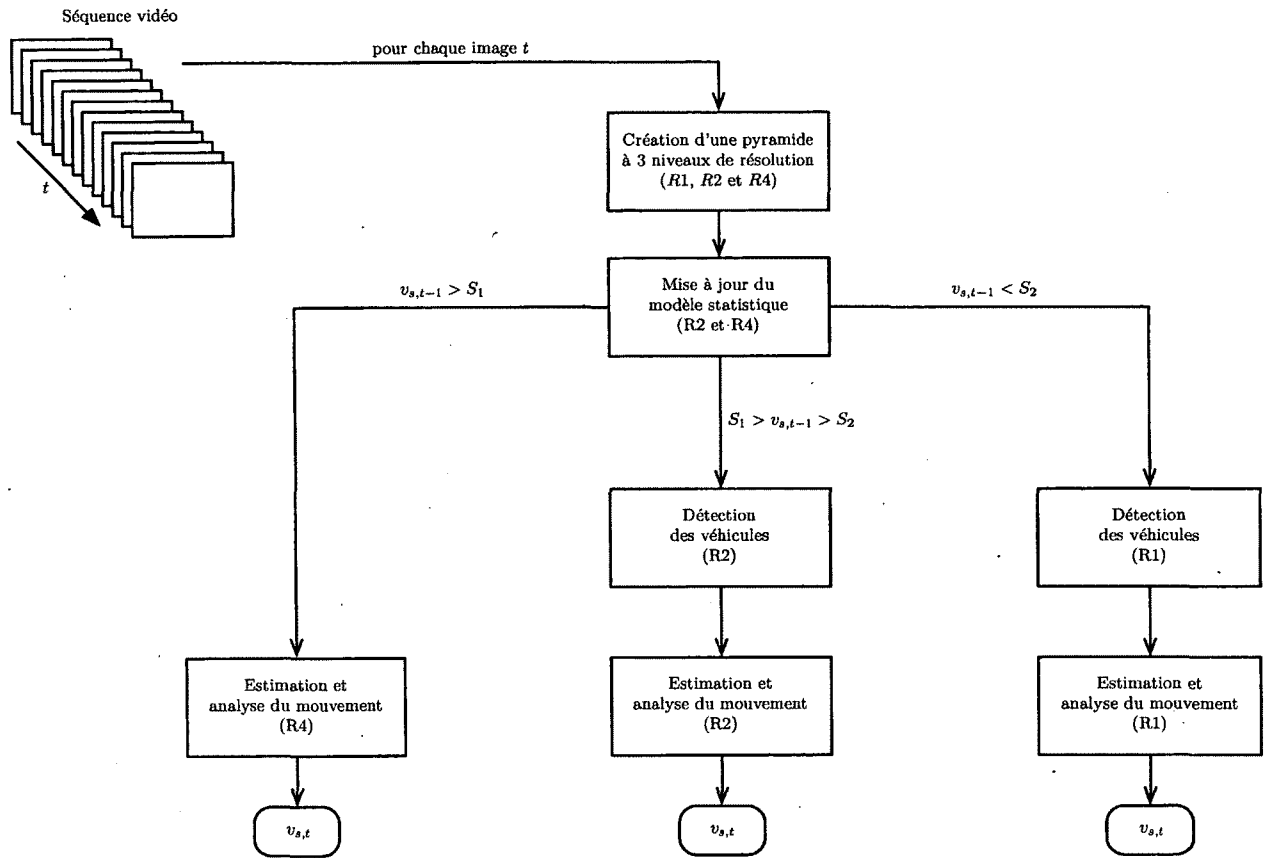 Séquence vidéo
pour chaque image t
t
Création d'une pyramide
à 3 niveaux de résolution
(R1, R2 et R4)
Mise à jour du
modèle statistique
(R2 et R4)
v_{s,t-1} > S_1
v_{s,t-1} < S_2
S_1 > v_{s,t-1} > S_2
Détection
des véhicules
(R2)
Détection
des véhicules
(R1)
Estimation et
analyse du mouvement
(R4)
Estimation et
analyse du mouvement
(R2)
Estimation et
analyse du mouvement
(R1)
v_{s,t}
v_{s,t}
v_{s,t}